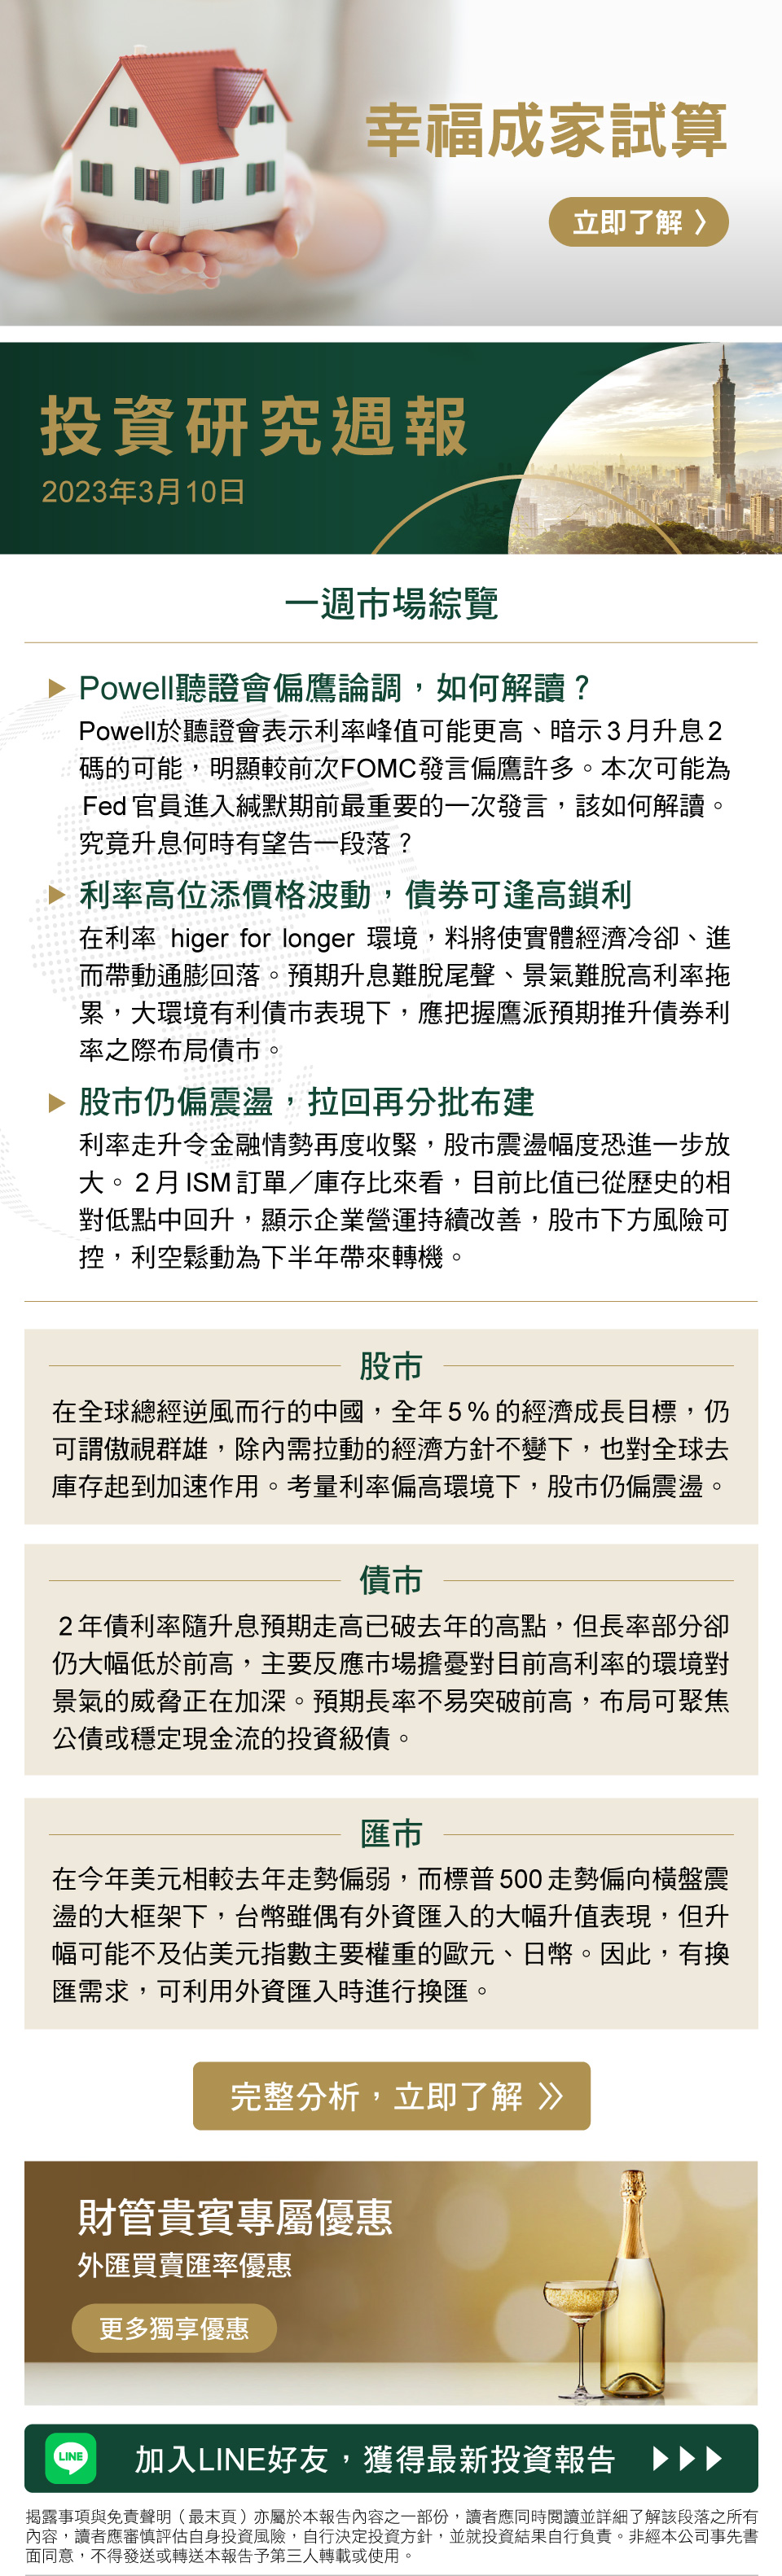 幸福成家試算
立即了解 〉
投資研究週報
2023年3月10日
一週市場綜覽
Powell聽證會偏鷹論調，如何解讀？
Powell於聽證會表示利率峰值可能更高、暗示3月升息2
碼的可能，明顯較前次FOMC發言偏鷹許多。本次可能為
Fed官員進入緘默期前最重要的一次發言，該如何解讀。
究竟升息何時有望告一段落？
利率高位添價格波動，債券可逢高鎖利
在利率 higer for longer 環境，料將使實體經濟冷卻、進
而帶動通膨回落。預期升息難脫尾聲、景氣難脫高利率拖
累，大環境有利債市表現下，應把握鷹派預期推升債券利
率之際布局債市。
股市仍偏震盪，拉回再分批布建
利率走升令金融情勢再度收緊，股市震盪幅度恐進一步放
大。2月ISM訂單／庫存比來看，目前比值已從歷史的相
對低點中回升，顯示企業營運持續改善，股市下方風險可
控，利空鬆動為下半年帶來轉機。
股市
在全球總經逆風而行的中國，全年5%的經濟成長目標，仍
可謂傲視群雄，除內需拉動的經濟方針不變下，也對全球去
庫存起到加速作用。考量利率偏高環境下，股市仍偏震盪。
債市
2年債利率隨升息預期走高已破去年的高點，但長率部分卻
仍大幅低於前高，主要反應市場擔憂對目前高利率的環境對
景氣的威脅正在加深。預期長率不易突破前高，布局可聚焦
公債或穩定現金流的投資級債。
匯市
在今年美元相較去年走勢偏弱，而標普500走勢偏向橫盤震
盪的大框架下，台幣雖偶有外資匯入的大幅升值表現，但升
幅可能不及佔美元指數主要權重的歐元、日幣。因此，有換
匯需求，可利用外資匯入時進行換匯。
完整分析，立即了解 》
財管貴賓專屬優惠
外匯買賣匯率優惠
更多獨享優惠
LINE 加入LINE好友，獲得最新投資報告
揭露事項與免責聲明（最末頁）亦屬於本報告內容之一部份，讀者應同時閱讀並詳細了解該段落之所有
內容，讀者應審慎評估自身投資風險，自行決定投資方針，並就投資結果自行負責。非經本公司事先書
面同意，不得發送或轉送本報告予第三人轉載或使用。